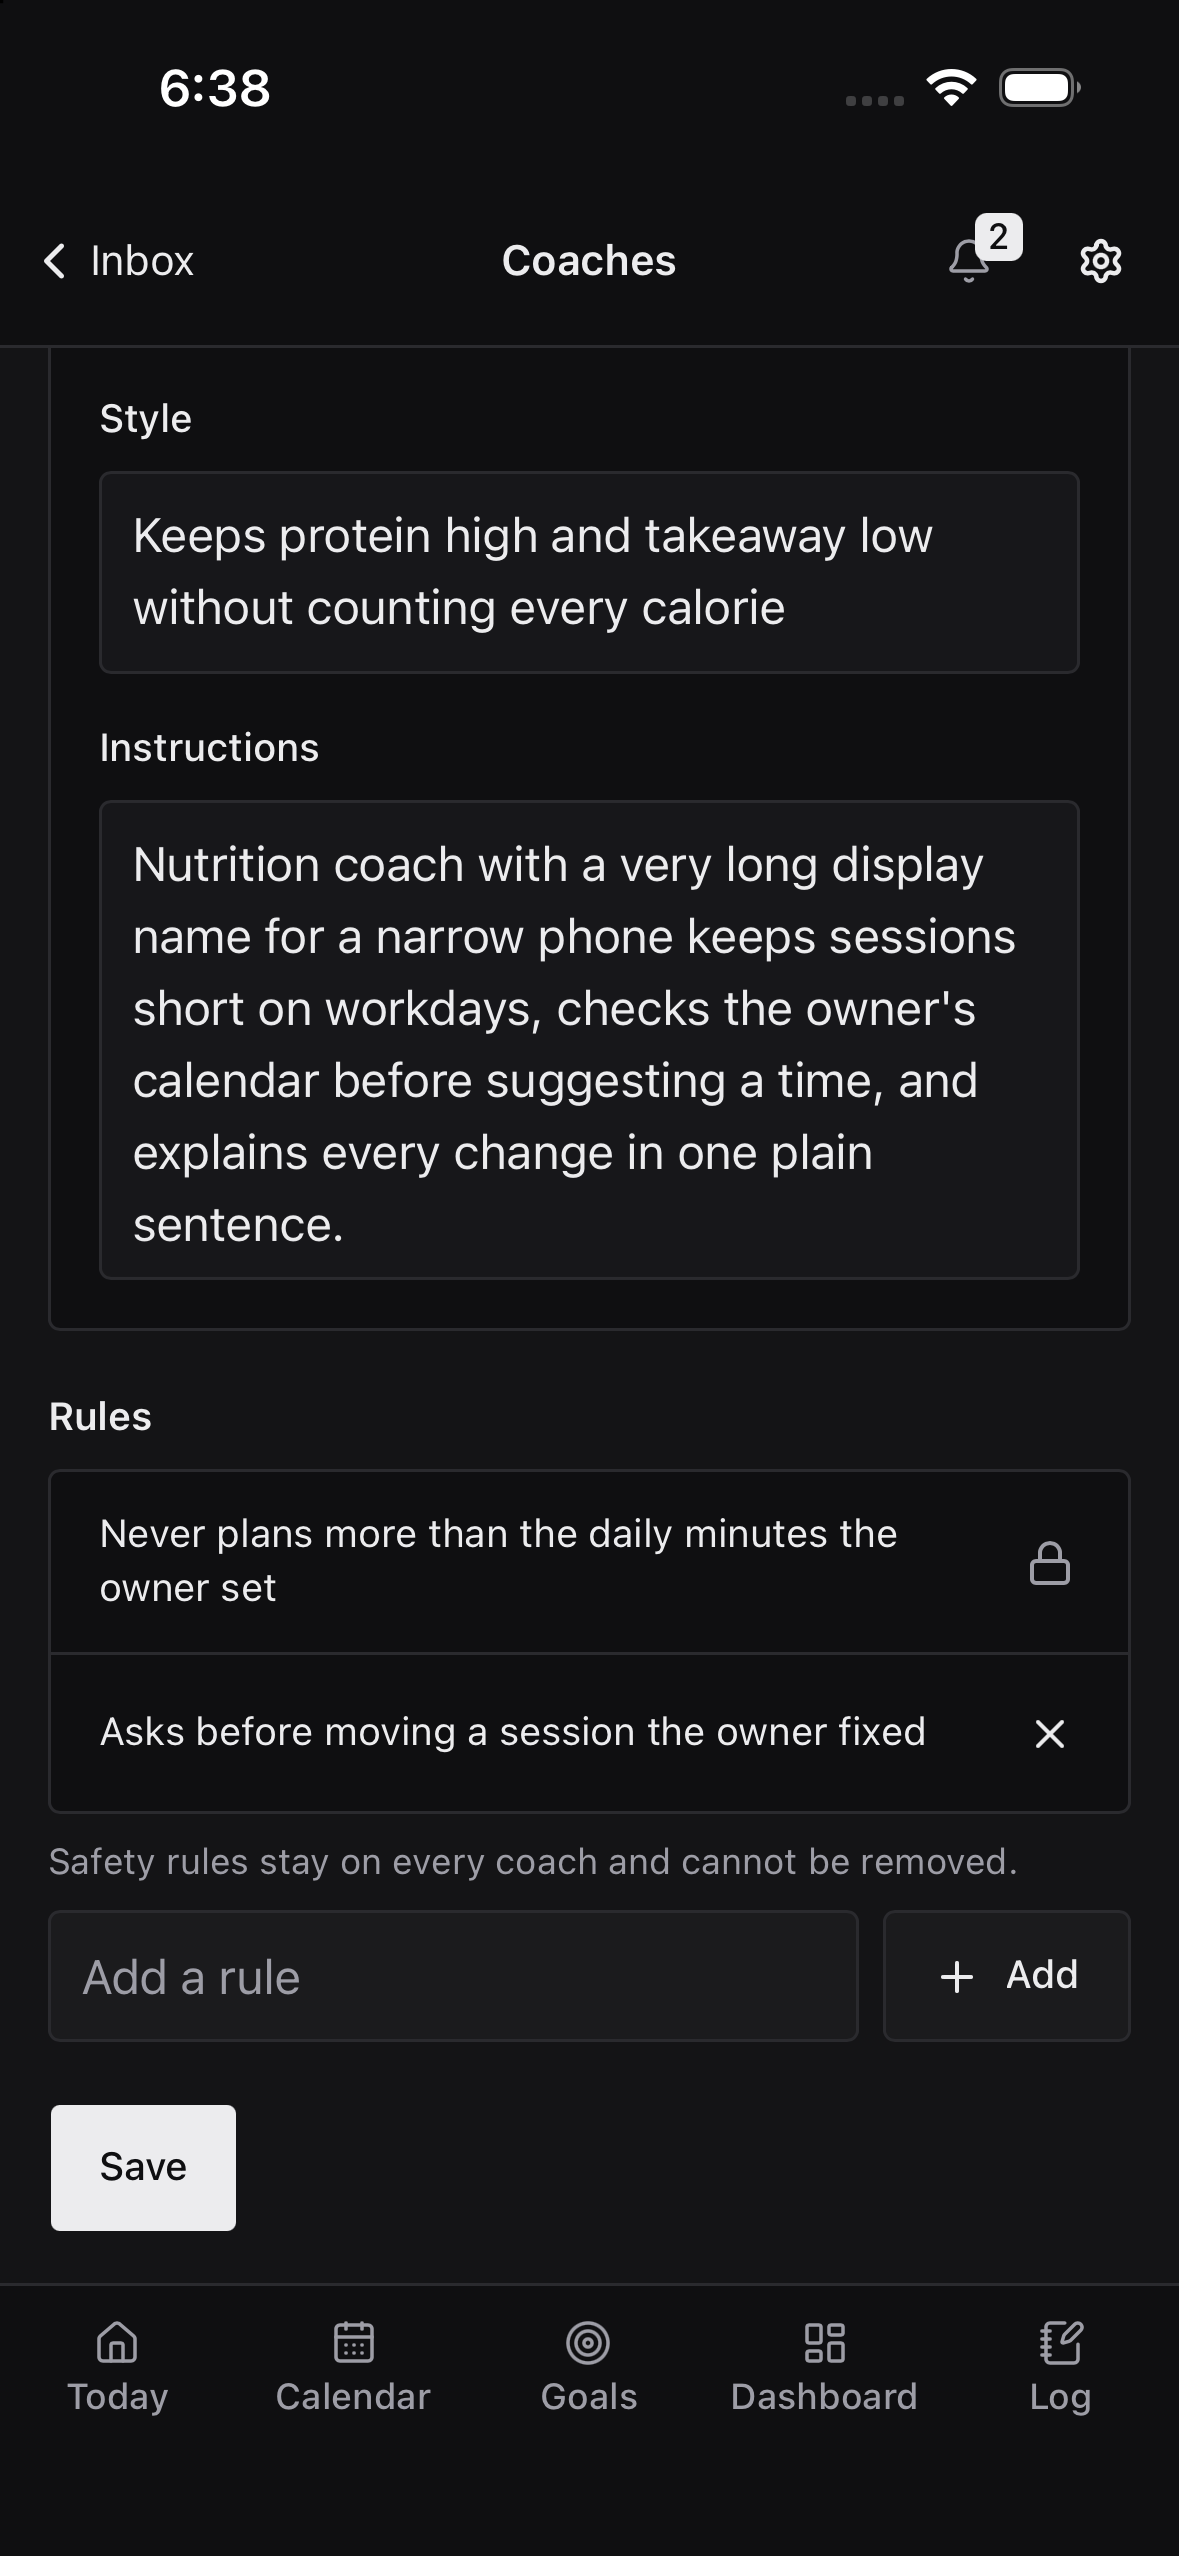 6:38
Inbox
Coaches
2
Style
Keeps protein high and takeaway low
without counting every calorie
Instructions
Nutrition coach with a very long display
name for a narrow phone keeps sessions
short on workdays, checks the owner's
calendar before suggesting a time, and
explains every change in one plain
sentence.
Rules
Never plans more than the daily minutes the
owner set
Asks before moving a session the owner fixed
Safety rules stay on every coach and cannot be removed.
Add a rule
Add
Save
Today
Calendar
Goals
Dashboard
Log